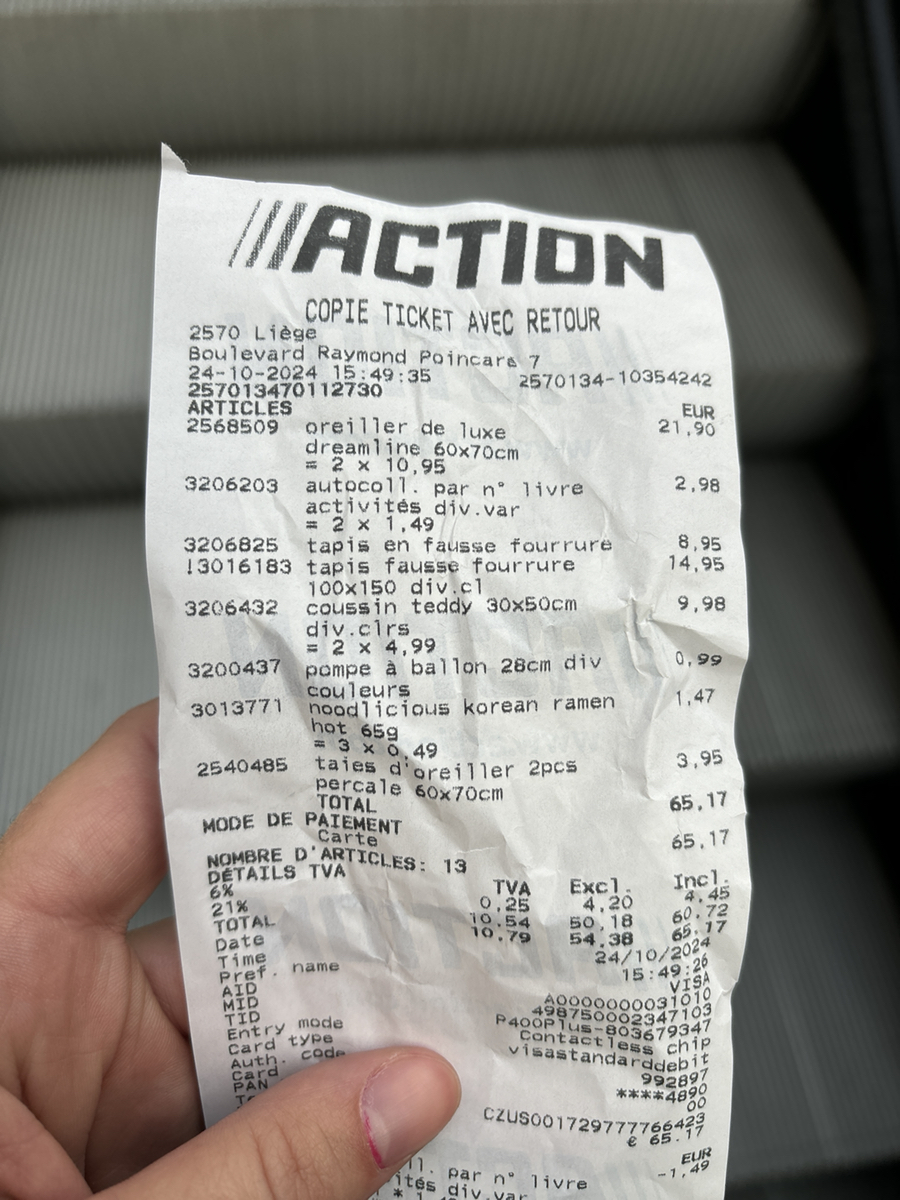 ///ACTION
COPIE TICKET AVEC RETOUR
2570 Liège
Boulevard Raymond Poincare 7
24-10-2024 15:49:35 2570134-10354242
257013470112730
ARTICLES EUR
2568509 oreiller de luxe 21,90
dreamline 60x70cm
= 2 x 10,95
3206203 autocoll. par n° livre 2,98
activités div.var
= 2 x 1,49
3206825 tapis en fausse fourrure 8,95
!3016183 tapis fausse fourrure 14,95
100x150 div.cl
3206432 coussin teddy 30x50cm 9,98
div.clrs
= 2 x 4,99
3200437 pompe à ballon 28cm div 0,99
couleurs
3013771 noodlicious korean ramen 1,47
hot 65g
= 3 x 0,49
2540485 taies d'oreiller 2pcs 3,95
percale 60x70cm
TOTAL 65,17
MODE DE PAIEMENT
Carte 65,17
NOMBRE D'ARTICLES: 13
DÉTAILS TVA TVA Excl. Incl.
6% 0,25 4,20 4,45
21% 10,54 50,18 60,72
TOTAL 10,79 54,38 65,17
Date 24/10/2024
Time 15:49:26
Pref. name VISA
AID A0000000031010
MID 498750002347103
TID P400Plus-803679347
Entry mode Contactless chip
Card type visastandarddebit
Auth. code 992897
Card ****4890
PAN 00
CZUS001729777766423
€ 65.17
EUR
par n° livre -1,49
div.var